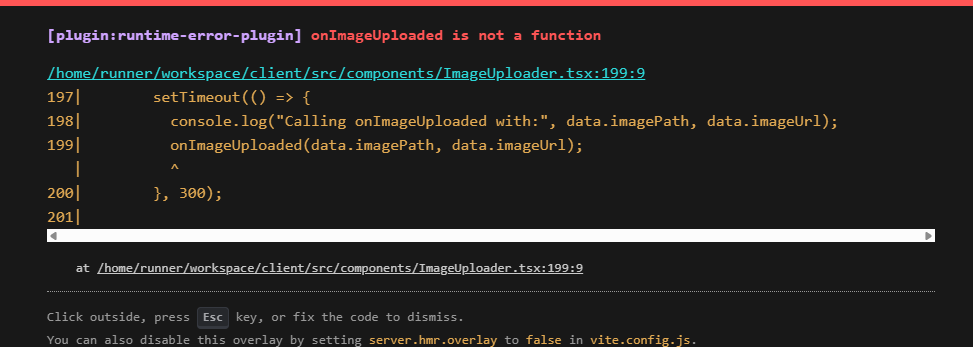 [plugin:runtime-error-plugin] onImageUploaded is not a function
/home/runner/workspace/client/src/components/ImageUploader.tsx:199:9
197|        setTimeout(() => {
198|          console.log("Calling onImageUploaded with:", data.imagePath, data.imageUrl);
199|          onImageUploaded(data.imagePath, data.imageUrl);
   |          ^
200|        }, 300);
201|
at /home/runner/workspace/client/src/components/ImageUploader.tsx:199:9
Click outside, press Esc key, or fix the code to dismiss.
You can also disable this overlay by setting server.hmr.overlay to false in vite.config.js.